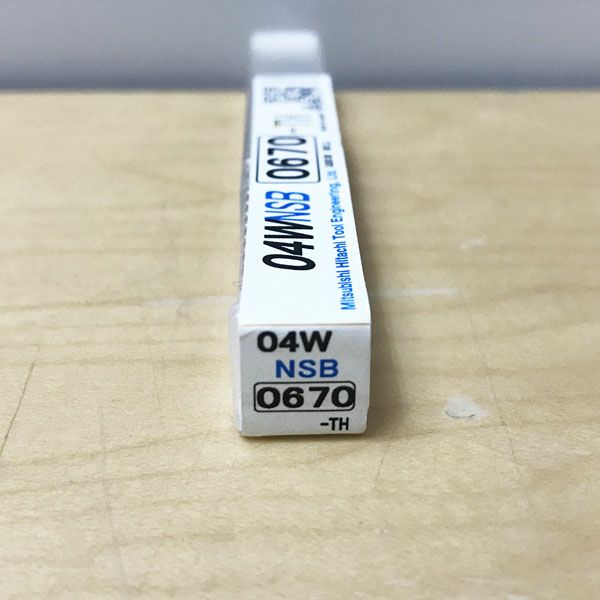 04WNSB 0670 -TH
Mitsubishi Hitachi Tool Engineering, Ltd.
04W
NSB
0670
-TH